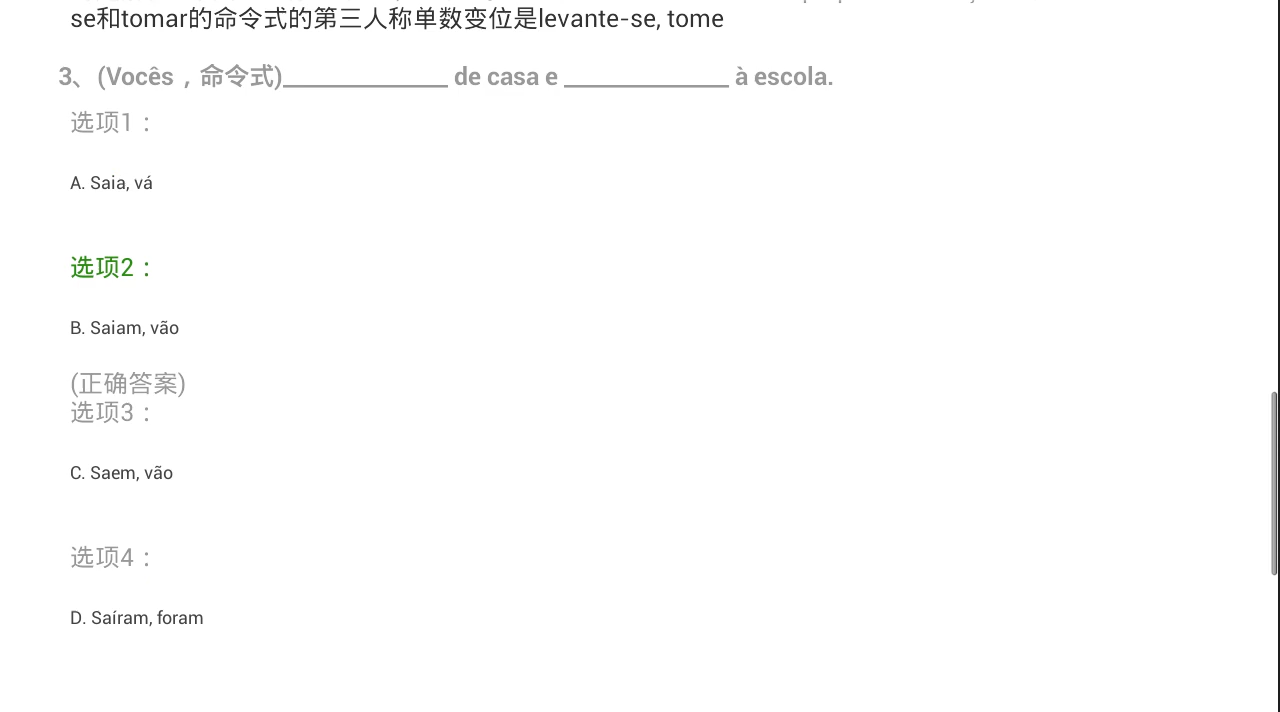 se和tomar的命令式的第三人称单数变位是levante-se, tome
3、(Vocês，命令式)_____________ de casa e _____________ à escola.
选项1：
A. Saia, vá
选项2：
B. Saiam, vão
(正确答案)
选项3：
C. Saem, vão
选项4：
D. Saíram, foram